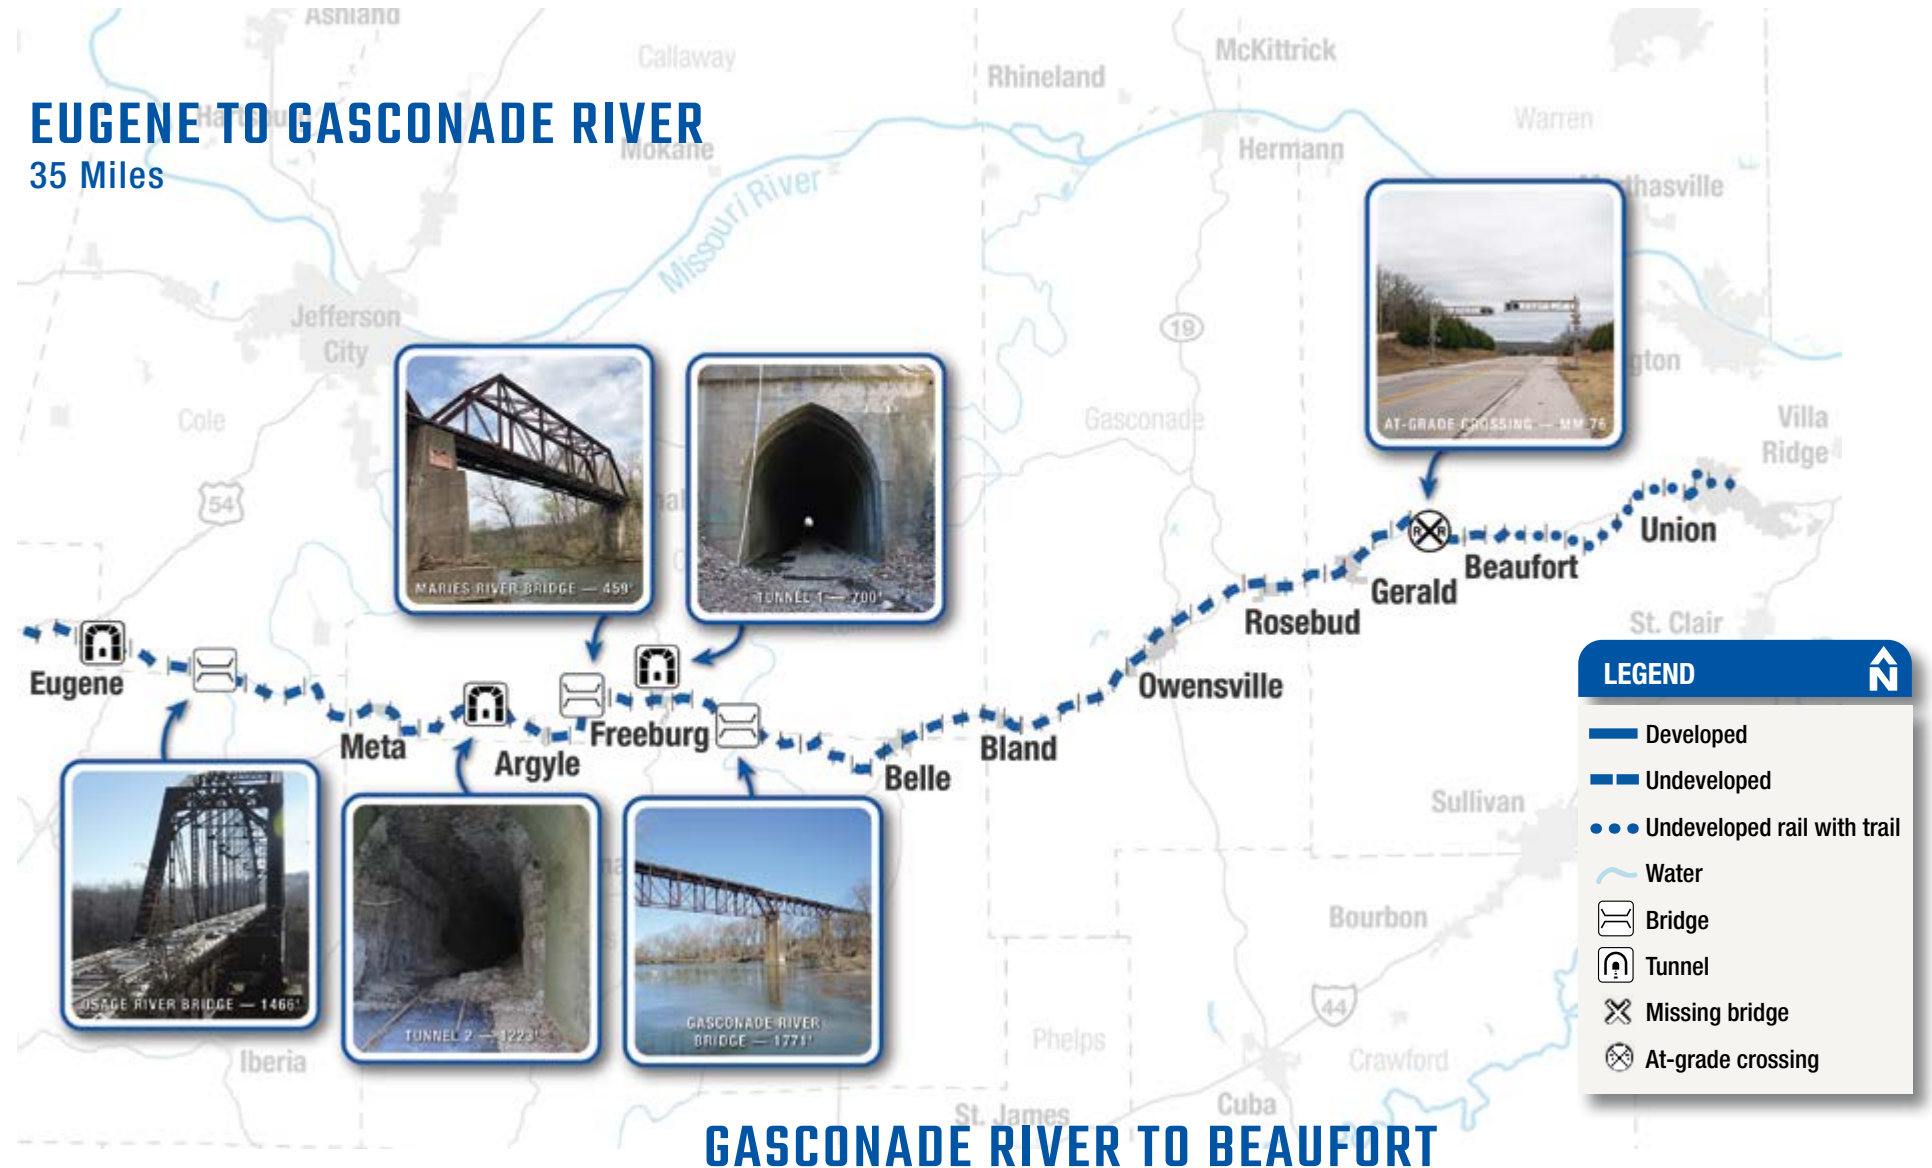 Ashland
Callaway
McKittrick
Rhineland
EUGENE TO GASCONADE RIVER
35 Miles
Warren
Mokane
Hermann
Missouri River
thasville
19
Jefferson
City
gton
AT-GRADE CROSSING — MM 76
Cole
Gasconade
Villa
Ridge
54
Union
Beaufort
Gerald
MARIES RIVER BRIDGE — 459'
TUNNEL 1 — 700'
Rosebud
St. Clair
Eugene
Owensville
Meta
Argyle
Freeburg
Bland
Belle
LEGEND
N
Developed
Undeveloped
Undeveloped rail with trail
Water
Bridge
Tunnel
Missing bridge
At-grade crossing
Sullivan
Bourbon
OSAGE RIVER BRIDGE — 1466'
TUNNEL 2 — 1223'
GASCONADE RIVER
BRIDGE — 1771'
44
Phelps
Iberia
Crawford
Cuba
St. James
GASCONADE RIVER TO BEAUFORT